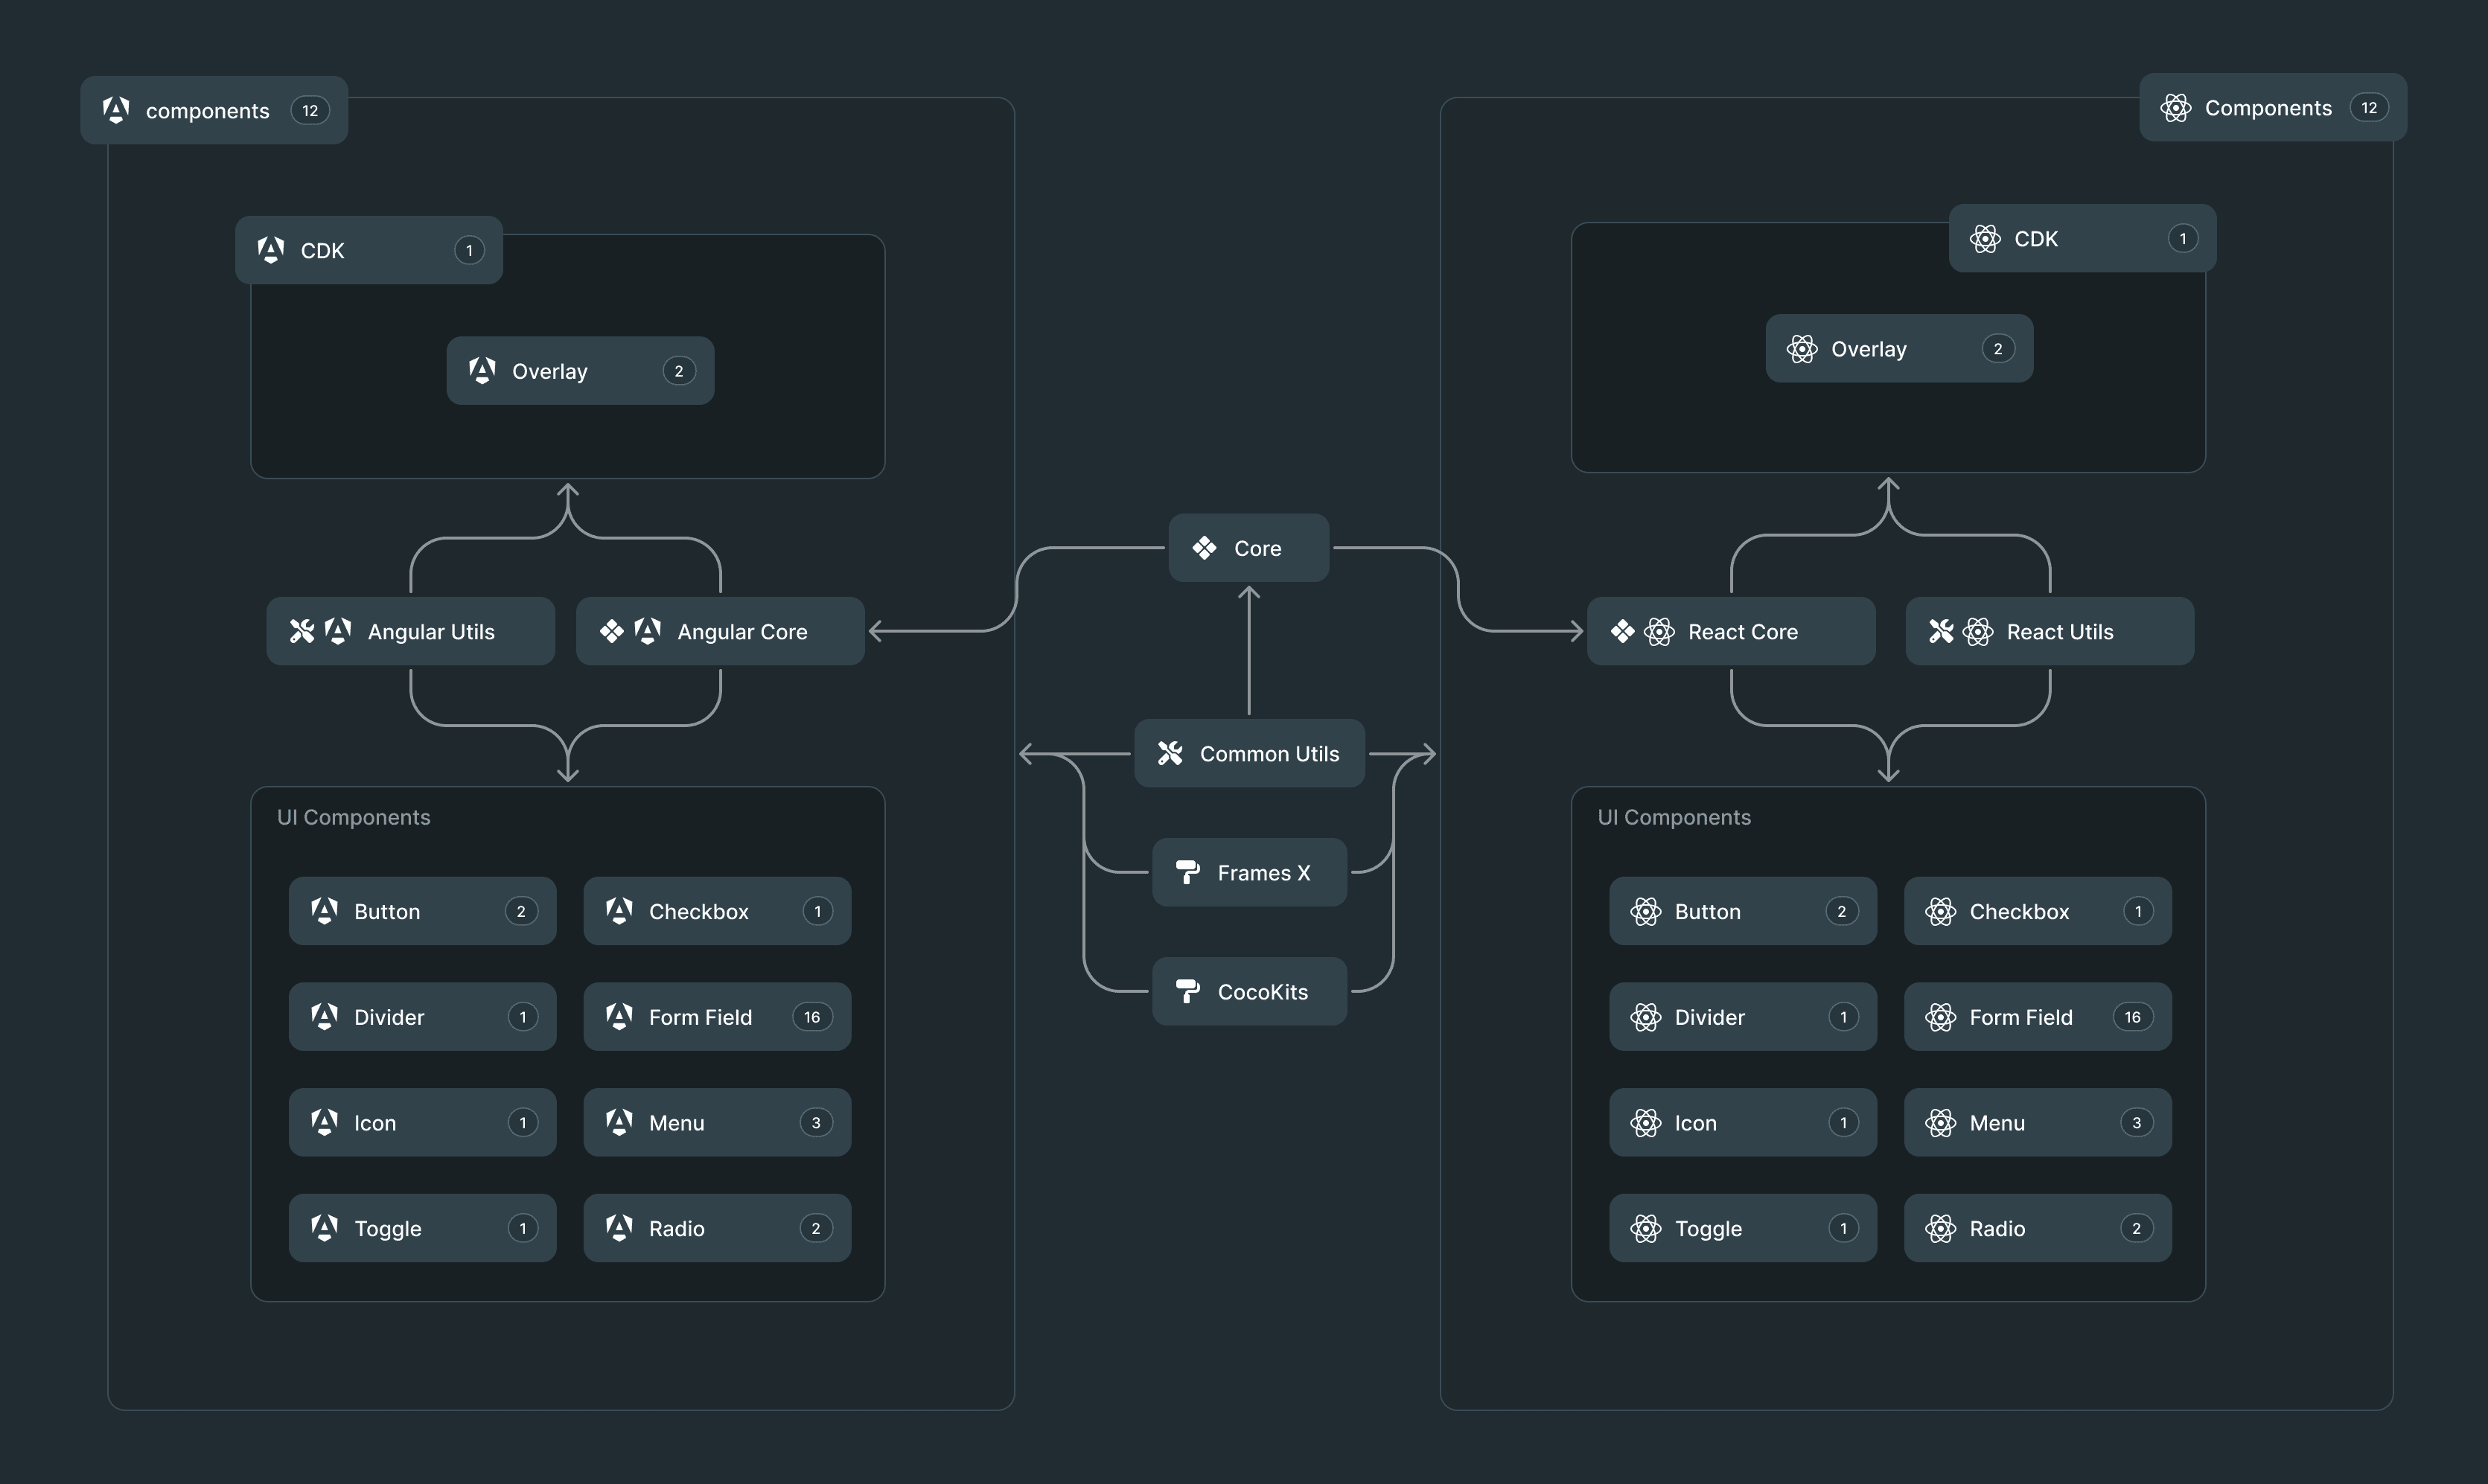 components 12
CDK 1
Overlay 2
Angular Utils
Angular Core
UI Components
Button 2
Checkbox 1
Divider 1
Form Field 16
Icon 1
Menu 3
Toggle 1
Radio 2
Core
Common Utils
Frames X
CocoKits
Components 12
CDK 1
Overlay 2
React Core
React Utils
UI Components
Button 2
Checkbox 1
Divider 1
Form Field 16
Icon 1
Menu 3
Toggle 1
Radio 2